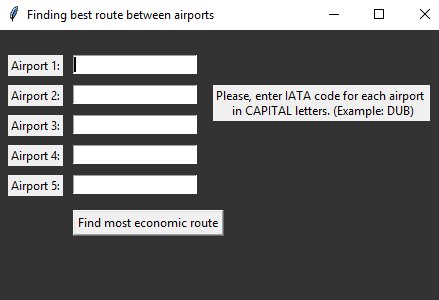 Finding best route between airports
Airport 1:
Airport 2:
Please, enter IATA code for each airport
in CAPITAL letters. (Example: DUB)
Airport 3:
Airport 4:
Airport 5:
Find most economic route